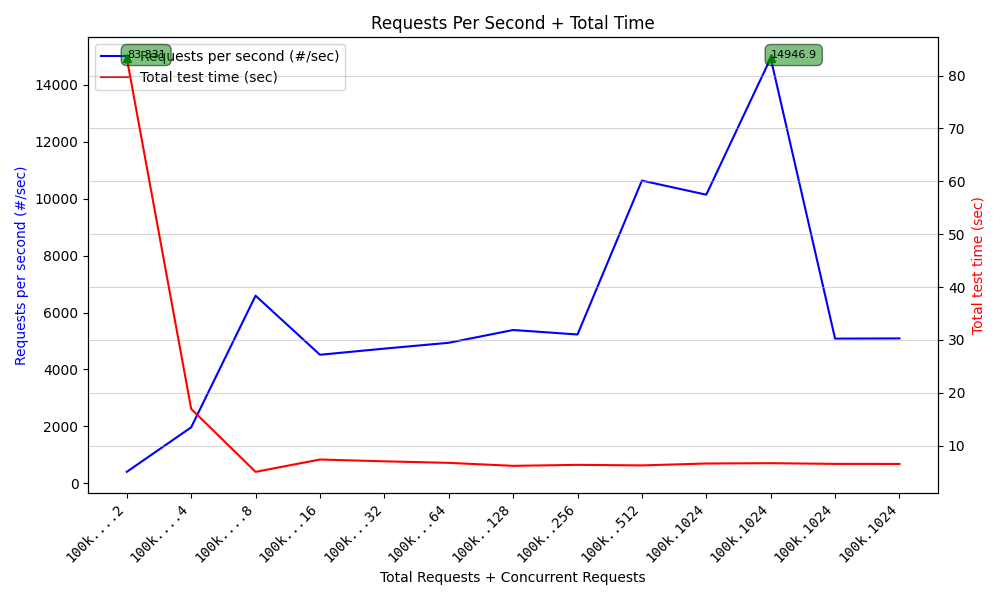 Requests Per Second + Total Time
83.831
Requests per second (#/sec)
Total test time (sec)
14946.9
14000
12000
10000
8000
6000
4000
2000
0
Requests per second (#/sec)
80
70
60
50
40
30
20
10
Total test time (sec)
100k....2
100k....4
100k....8
100k...16
100k...32
100k...64
100k..128
100k..256
100k..512
100k.1024
100k.1024
100k.1024
100k.1024
Total Requests + Concurrent Requests